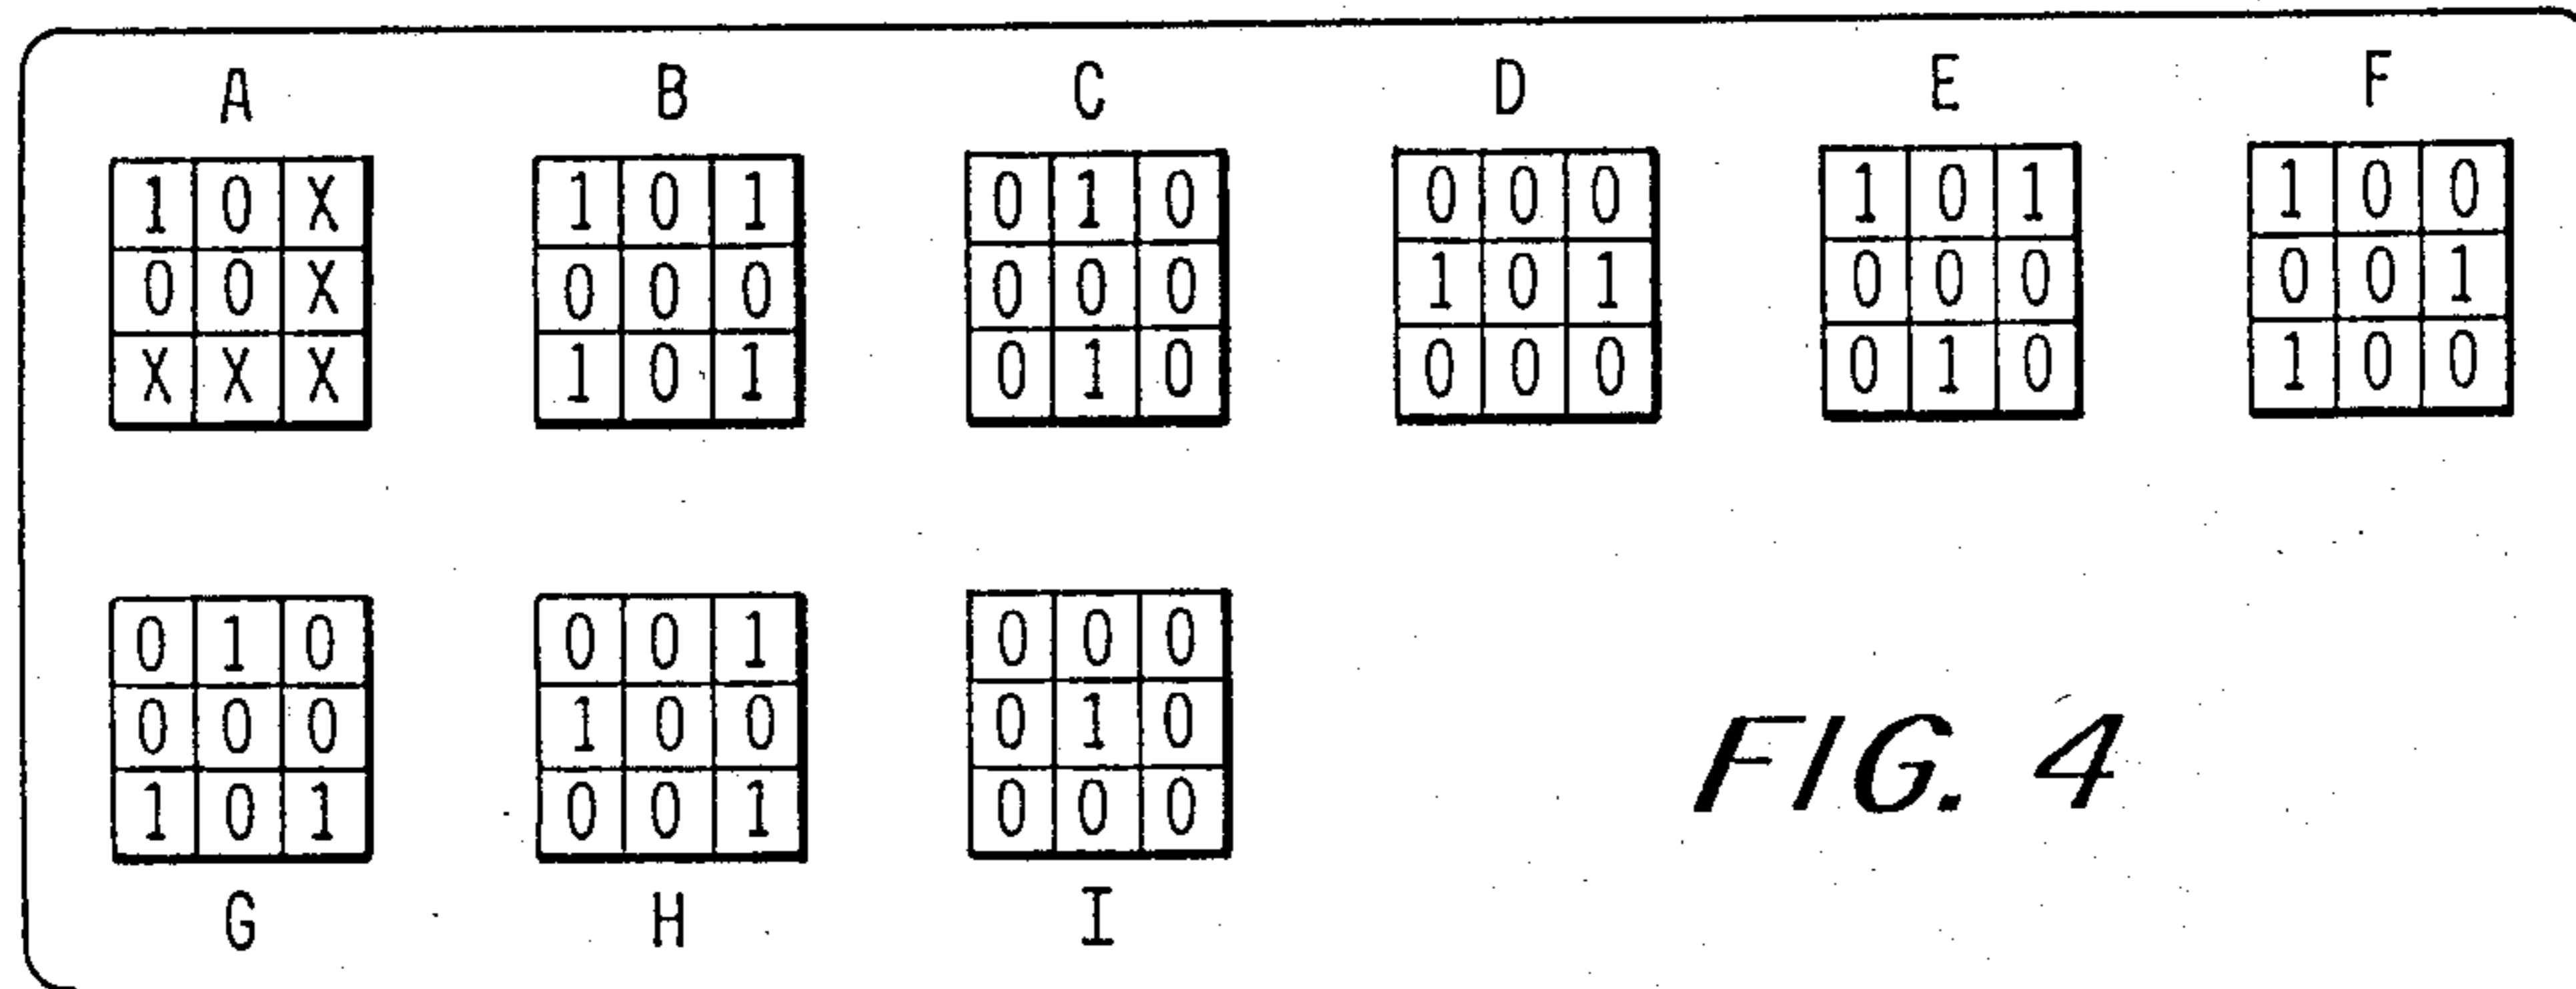 A B C D E F
1 0 X 1 0 1 0 1 0 0 0 0 1 0 1 1 0 0
0 0 X 0 0 0 0 0 0 1 0 1 0 0 0 0 0 1
X X X 1 0 1 0 1 0 0 0 0 0 1 0 1 0 0
0 1 0 0 0 1 0 0 0
0 0 0 1 0 0 0 1 0
1 0 1 0 0 1 0 0 0
G H I
FIG. 4